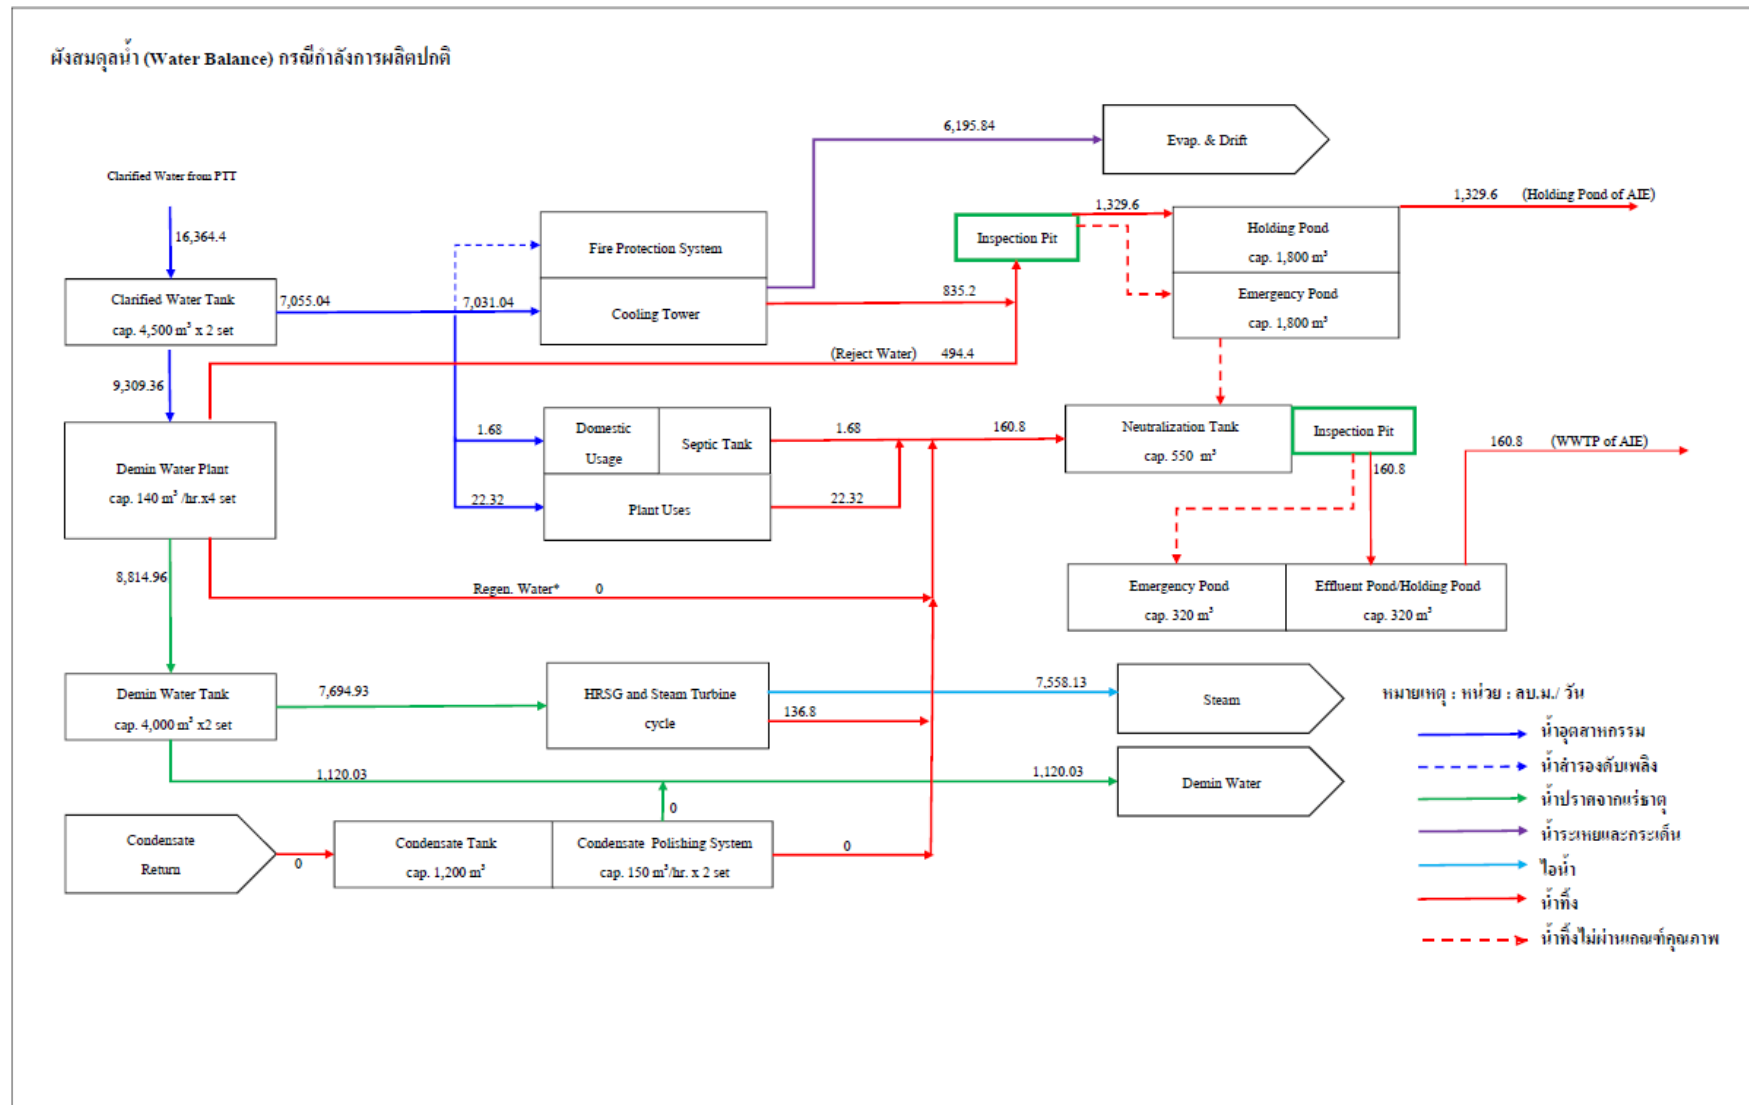 ผังสมดุลน้ำ (Water Balance) กรณีกำลังการผลิตปกติ
6,195.84
Evap. & Drift
Clarified Water from PTT
16,364.4
1,329.6
1,329.6 (Holding Pond of AIE)
Fire Protection System
Inspection Pit
Holding Pond
cap. 1,800 m³
Clarified Water Tank
cap. 4,500 m³ x 2 set
7,055.04
7,031.04
Cooling Tower
835.2
Emergency Pond
cap. 1,800 m³
(Reject Water) 494.4
9,309.36
Demin Water Plant
cap. 140 m³ /hr.x4 set
1.68
Domestic
Usage
Septic Tank
1.68
160.8
Neutralization Tank
cap. 550 m³
Inspection Pit
160.8 (WWTP of AIE)
160.8
22.32
Plant Uses
22.32
8,814.96
Regen. Water* 0
Emergency Pond
cap. 320 m³
Effluent Pond/Holding Pond
cap. 320 m³
Demin Water Tank
cap. 4,000 m³ x2 set
7,694.93
HRSG and Steam Turbine
cycle
7,558.13
136.8
Steam
1,120.03
1,120.03
Demin Water
0
Condensate
Return
0
Condensate Tank
cap. 1,200 m³
Condensate Polishing System
cap. 150 m³/hr. x 2 set
0
หมายเหตุ : หน่วย : ลบ.ม./ วัน
น้ำอุตสาหกรรม
น้ำสำรองดับเพลิง
น้ำปราศจากแร่ธาตุ
น้ำระเหยและกระเด็น
ไอน้ำ
น้ำทิ้ง
น้ำทิ้งไม่ผ่านเกณฑ์คุณภาพ